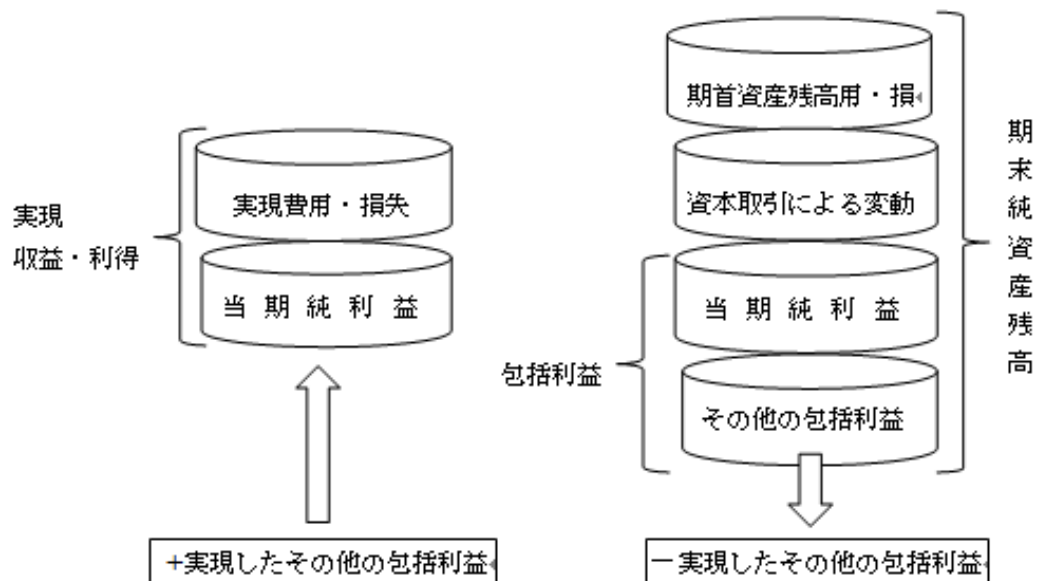 実現
収益・利得
実現費用・損失
当期純利益
+実現したその他の包括利益
期首資産残高用・損
資本取引による変動
当期純利益
その他の包括利益
包括利益
期末純資産残高
－実現したその他の包括利益